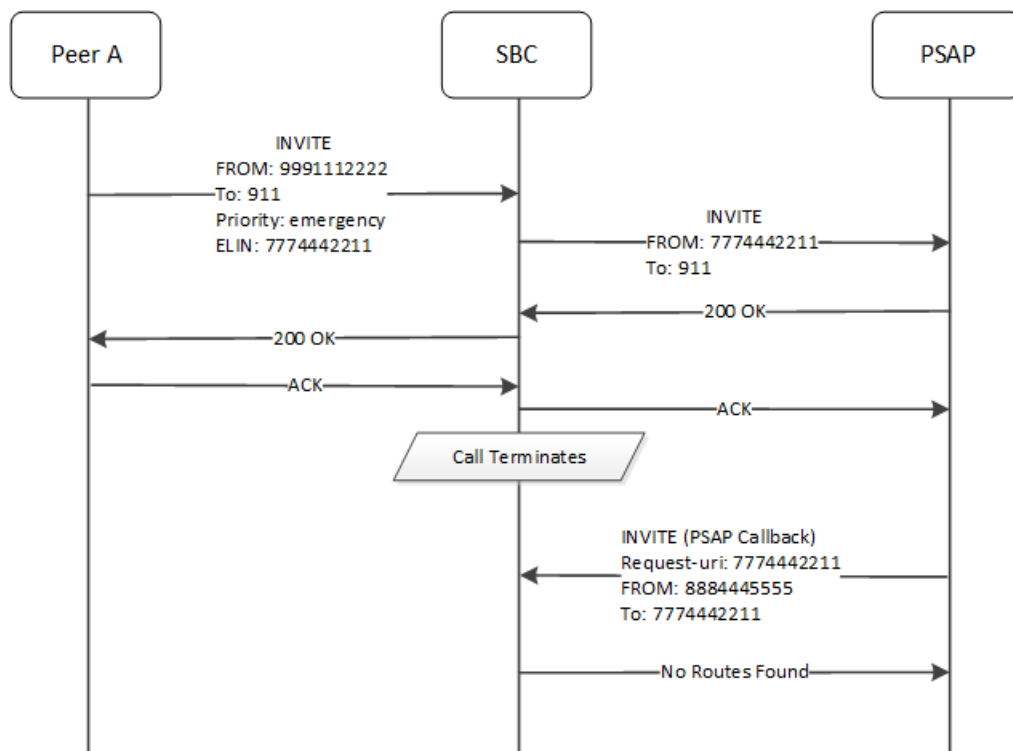 Peer A
SBC
PSAP
INVITE
FROM: 9991112222
To: 911
Priority: emergency
ELIN: 7774442211
INVITE
FROM: 7774442211
To: 911
200 OK
200 OK
ACK
ACK
Call Terminates
INVITE (PSAP Callback)
Request-uri: 7774442211
FROM: 8884445555
To: 7774442211
No Routes Found